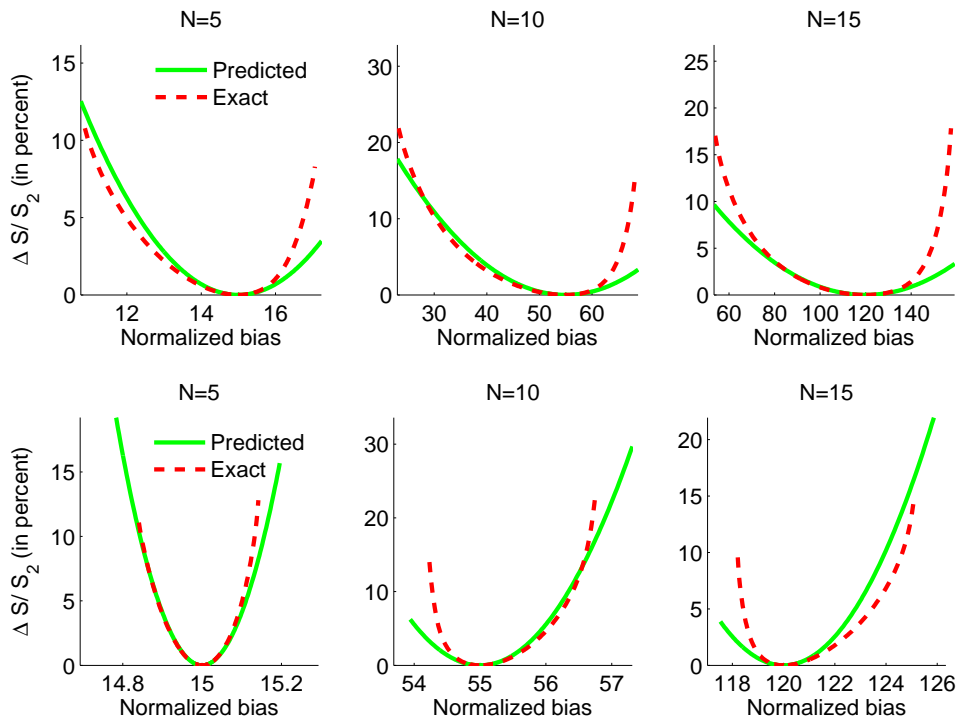 N=5
N=10
N=15
Δ S/ S₂ (in percent)
15
10
5
0
Predicted
Exact
12
14
16
Normalized bias
30
20
10
0
30
40
50
60
Normalized bias
25
20
15
10
5
0
60
80
100
120
140
Normalized bias
N=5
N=10
N=15
Δ S/ S₂ (in percent)
15
10
5
0
Predicted
Exact
14.8
15
15.2
Normalized bias
30
20
10
0
54
55
56
57
Normalized bias
20
15
10
5
0
118
120
122
124
126
Normalized bias